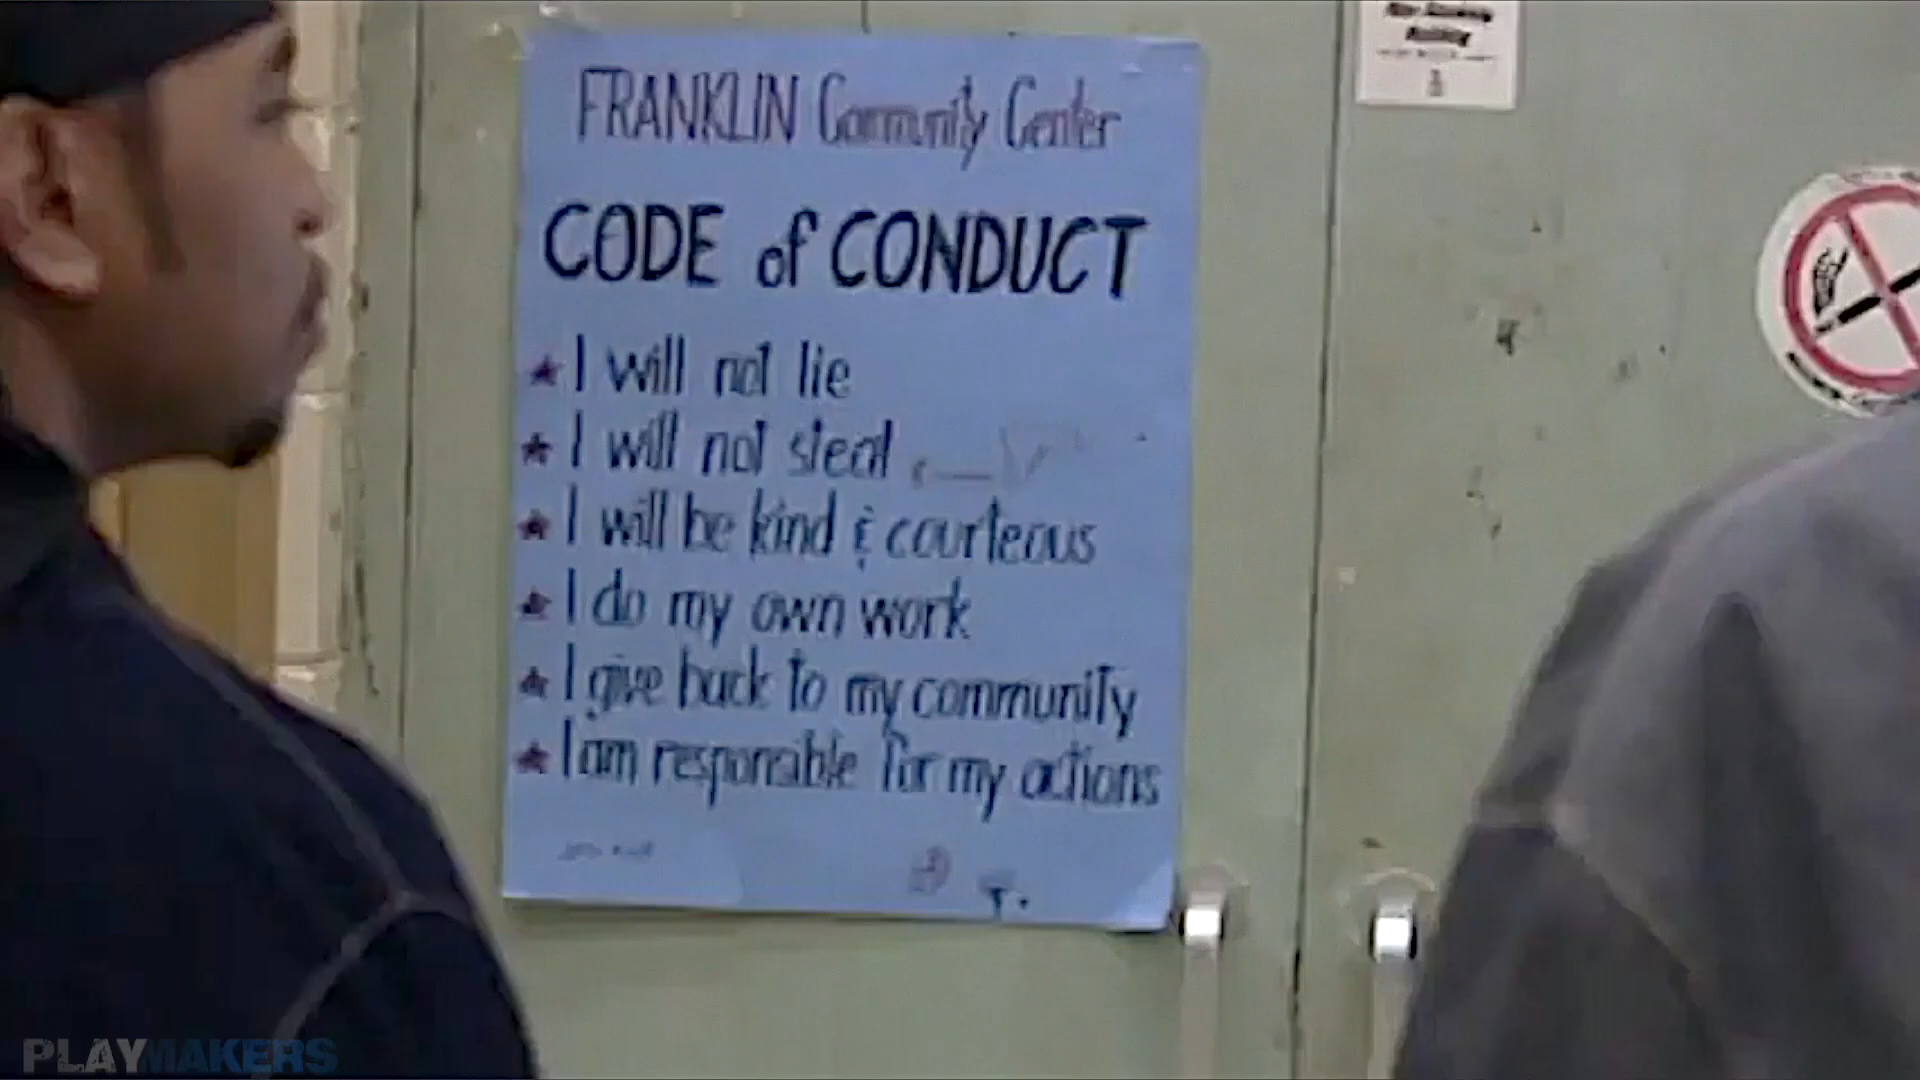 FRANKLIN Community Center
CODE of CONDUCT
★ I will not lie
★ I will not steal
★ I will be kind & courteous
★ I do my own work
★ I give back to my community
★ I am responsible for my actions
PLAYMAKERS